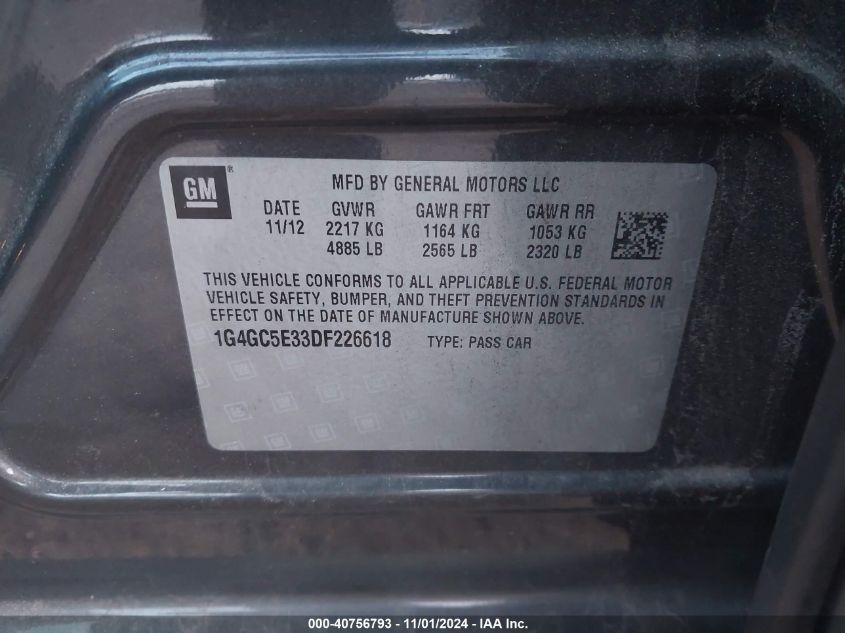 GM®
MFD BY GENERAL MOTORS LLC
DATE GVWR GAWR FRT GAWR RR
11/12 2217 KG 1164 KG 1053 KG
4885 LB 2565 LB 2320 LB
THIS VEHICLE CONFORMS TO ALL APPLICABLE U.S. FEDERAL MOTOR
VEHICLE SAFETY, BUMPER, AND THEFT PREVENTION STANDARDS IN
EFFECT ON THE DATE OF MANUFACTURE SHOWN ABOVE.
1G4GC5E33DF226618 TYPE: PASS CAR
000-40756793 - 11/01/2024 - IAA Inc.